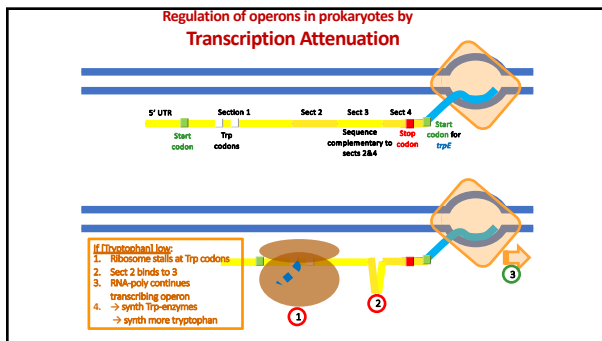 Regulation of operons in prokaryotes by
Transcription Attenuation
5' UTR
Section 1
Sect 2
Sect 3
Sect 4
Start
codon
Trp
codons
Sequence
complementary to
sects 2&4
Stop
codon
Start
codon for
trpE
If [Tryptophan] low:
1. Ribosome stalls at Trp codons
2. Sect 2 binds to 3
3. RNA-poly continues
transcribing operon
4. → synth Trp-enzymes
→ synth more tryptophan
1
2
3